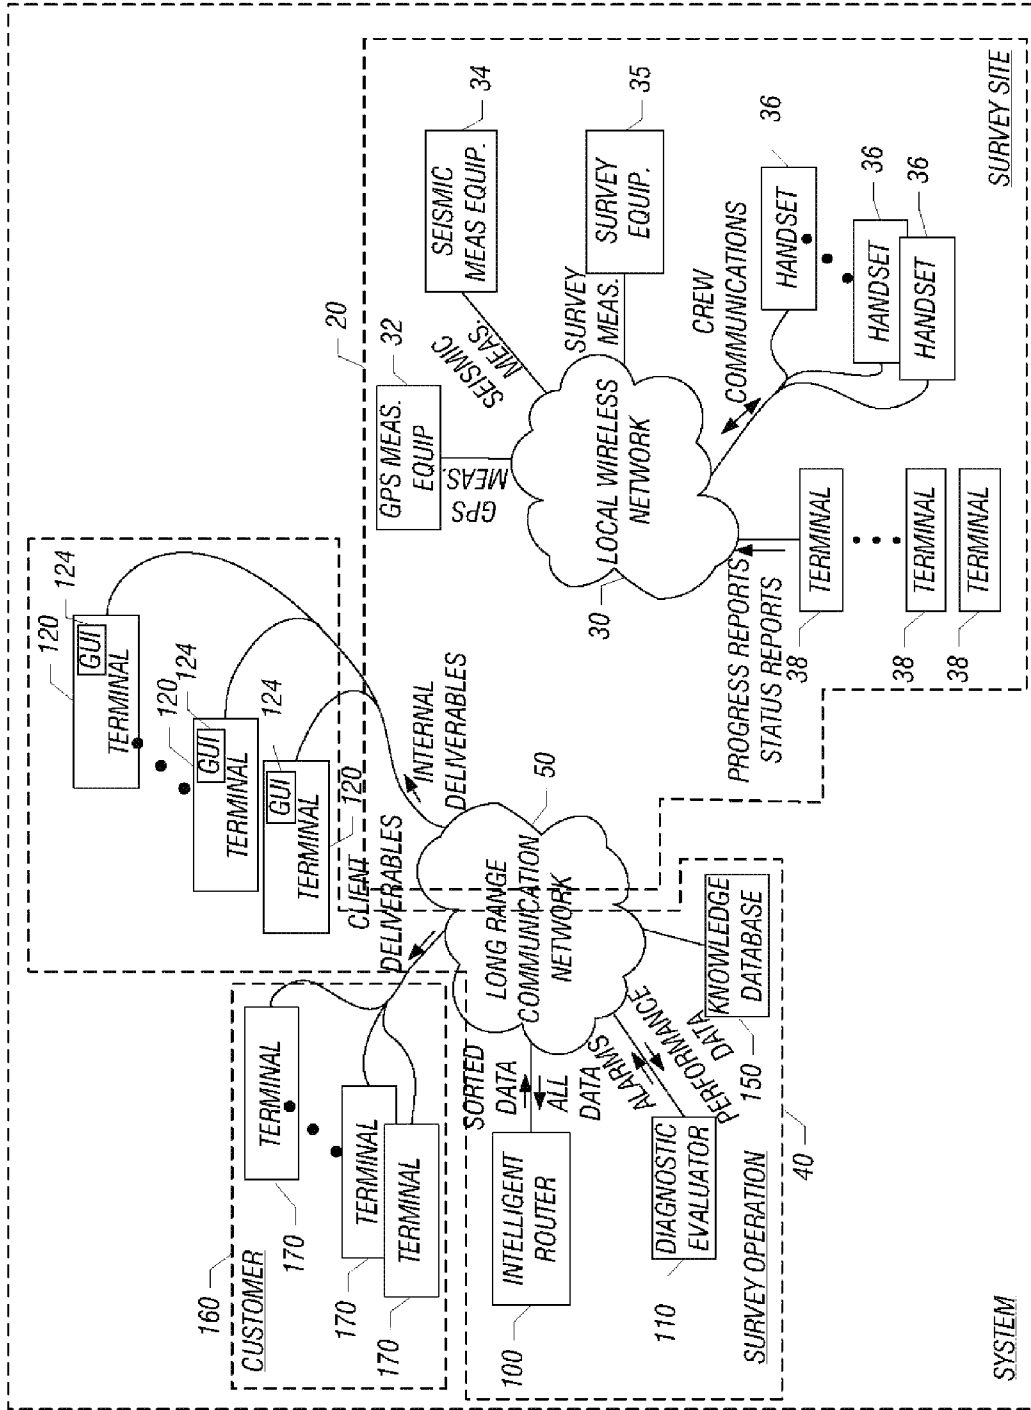 SYSTEM
160
CUSTOMER
170
TERMINAL
170
TERMINAL
170
TERMINAL
120
124
GUI
TERMINAL
120
124
GUI
TERMINAL
124
GUI
TERMINAL
120
CLIENT
DELIVERABLES
INTERNAL
DELIVERABLES
50
LONG RANGE
COMMUNICATION
NETWORK
SORTED
DATA
ALL
DATA
100
INTELLIGENT
ROUTER
ALARMS
PERFORMANCE
DATA
110
DIAGNOSTIC
EVALUATOR
150
KNOWLEDGE
DATABASE
SURVEY OPERATION
40
20
32
GPS MEAS.
EQUIP
GPS
MEAS.
34
SEISMIC
MEAS EQUIP.
SEISMIC
MEAS.
35
SURVEY
EQUIP.
SURVEY
MEAS.
30
LOCAL WIRELESS
NETWORK
CREW
COMMUNICATIONS
36
HANDSET
36
HANDSET
36
HANDSET
PROGRESS REPORTS
STATUS REPORTS
38
TERMINAL
38
TERMINAL
38
TERMINAL
SURVEY SITE